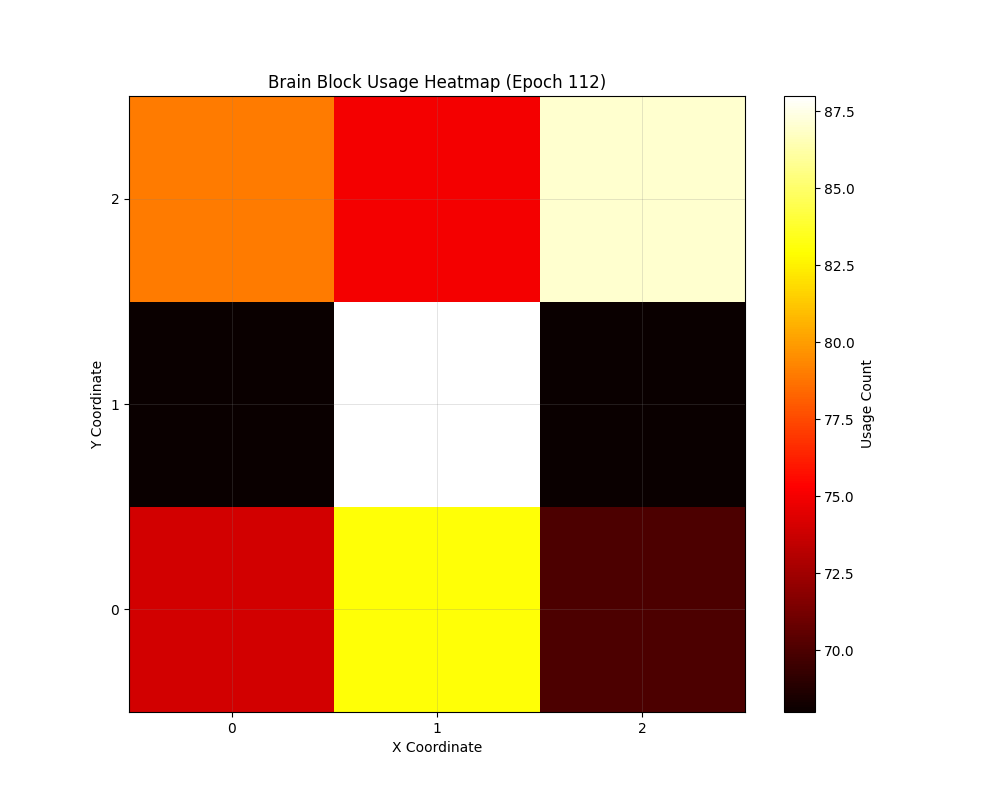 Brain Block Usage Heatmap (Epoch 112)
Y Coordinate
2
1
0
0 1 2
X Coordinate
87.5
85.0
82.5
80.0
77.5
75.0
72.5
70.0
Usage Count